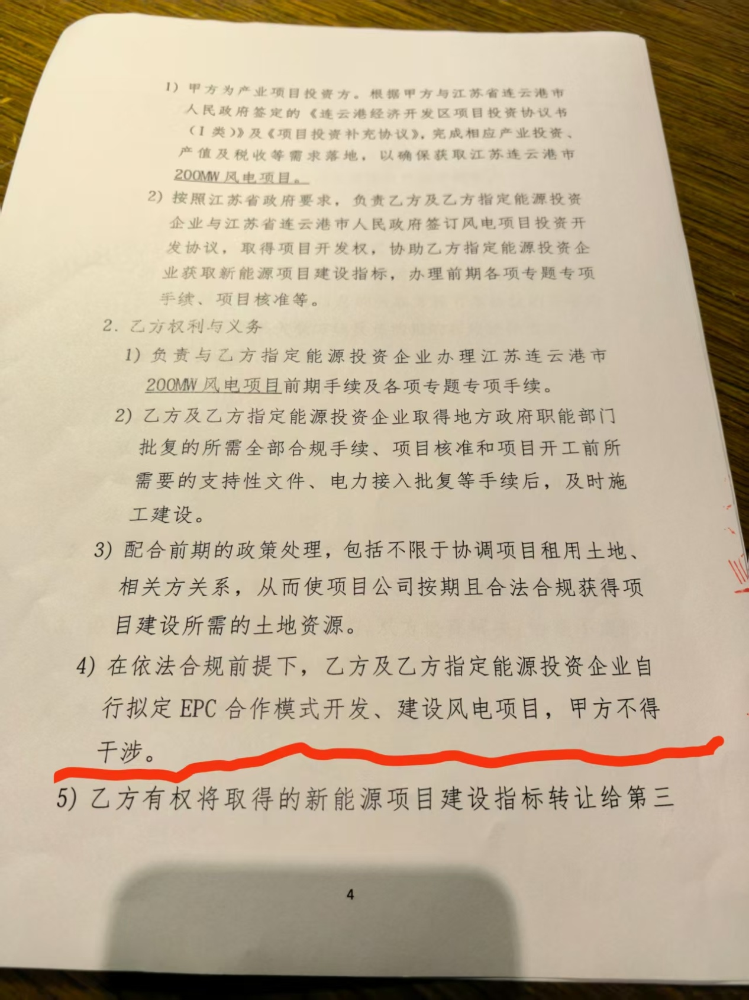 1) 甲方为产业项目投资方。根据甲方与江苏省连云港市
人民政府签定的《连云港经济开发区项目投资协议书
（I 类）》及《项目投资补充协议》，完成相应产业投资、
产值及税收等需求落地，以确保获取江苏连云港市
200MW 风电项目。
2) 按照江苏省政府要求，负责乙方及乙方指定能源投资
企业与江苏省连云港市人民政府签订风电项目投资开
发协议，取得项目开发权，协助乙方指定能源投资企
业获取新能源项目建设指标，办理前期各项专题专项
手续、项目核准等。
2. 乙方权利与义务
1) 负责与乙方指定能源投资企业办理江苏连云港市
200MW 风电项目前期手续及各项专题专项手续。
2) 乙方及乙方指定能源投资企业取得地方政府职能部门
批复的所需全部合规手续、项目核准和项目开工前所
需要的支持性文件、电力接入批复等手续后，及时施
工建设。
3) 配合前期的政策处理，包括不限于协调项目租用土地、
相关方关系，从而使项目公司按期且合法合规获得项
目建设所需的土地资源。
4) 在依法合规前提下，乙方及乙方指定能源投资企业自
行拟定 EPC 合作模式开发、建设风电项目，甲方不得
干涉。
5) 乙方有权将取得的新能源项目建设指标转让给第三
4